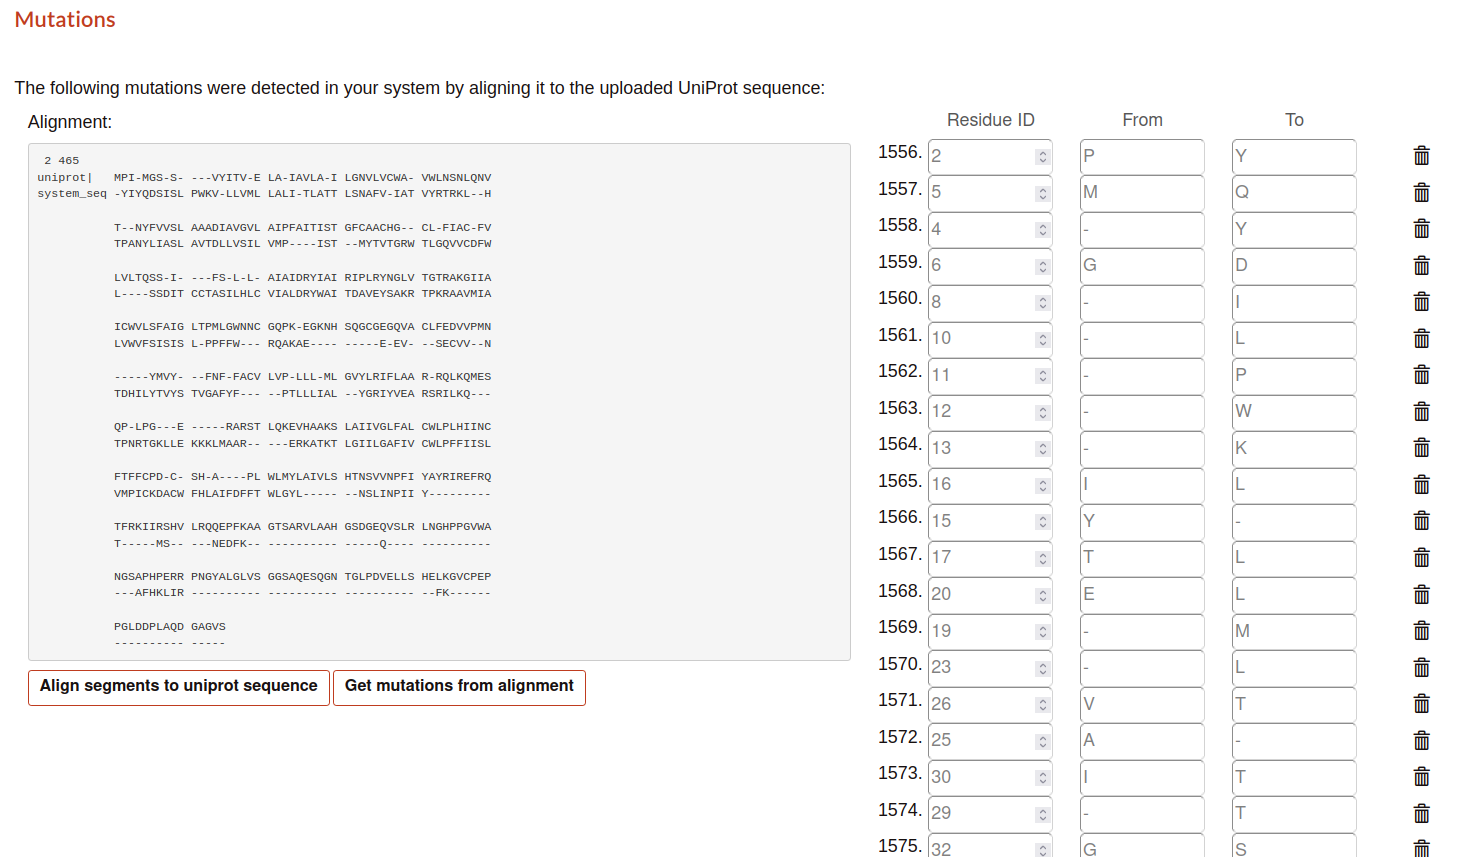 Mutations
The following mutations were detected in your system by aligning it to the uploaded UniProt sequence:
Alignment:
2 465
uniprot|   MPI-MGS-S- ---VYITV-E LA-IAVLA-I LGNVLVCWA- VWLNSNLQNV
system_seq -YIYQDSISL PWKV-LLVML LALI-TLATT LSNAFV-IAT VYRTRKL--H
T--NYFVVSL AAADIAVGVL AIPFAITIST GFCAACHG-- CL-FIAC-FV
TPANYLIASL AVTDLLVSIL VMP----IST --MYTVTGRW TLGQVVCDFW
LVLTQSS-I- ---FS-L-L- AIAIDRYIAI RIPLRYNGLV TGTRAKGIIA
L----SSDIT CCTASILHLC VIALDRYWAI TDAVEYSAKR TPKRAAVMIA
ICWVLSFAIG LTPMLGWNNC GQPK-EGKNH SQGCGEGQVA CLFEDVVPMN
LVWVFSISIS L-PPFFW--- RQAKAE---- -----E-EV- --SECVV--N
-----YMVY- --FNF-FACV LVP-LLL-ML GVYLRIFLAA R-RQLKQMES
TDHILYTVYS TVGAFYF--- --PTLLLIAL --YGRIYVEA RSRILKQ---
QP-LPG---E -----RARST LQKEVHAAKS LAIIVGLFAL CWLPLHIINC
TPNRTGKLLE KKKLMAAR-- ---ERKATKT LGIILGAFIV CWLPFFIISL
FTFFCPD-C- SH-A----PL WLMYLAIVLS HTNSVVNPFI YAYRIREFRQ
VMPICKDACW FHLAIFDFFT WLGYL----- --NSLINPII Y---------
TFRKIIRSHV LRQQEPFKAA GTSARVLAAH GSDGEQVSLR LNGHPPGVWA
T-----MS-- ---NEDFK-- ---------- -----Q---- ----------
NGSAPHPERR PNGYALGLVS GGSAQESQGN TGLPDVELLS HELKGVCPEP
---AFHKLIR ---------- ---------- ---------- --FK------
PGLDDPLAQD GAGVS
---------- -----
Align segments to uniprot sequence Get mutations from alignment
Residue ID From To
1556. 2 P Y
1557. 5 M Q
1558. 4 - Y
1559. 6 G D
1560. 8 - I
1561. 10 - L
1562. 11 - P
1563. 12 - W
1564. 13 - K
1565. 16 I L
1566. 15 Y -
1567. 17 T L
1568. 20 E L
1569. 19 - M
1570. 23 - L
1571. 26 V T
1572. 25 A -
1573. 30 I T
1574. 29 - T
1575. 32 G S